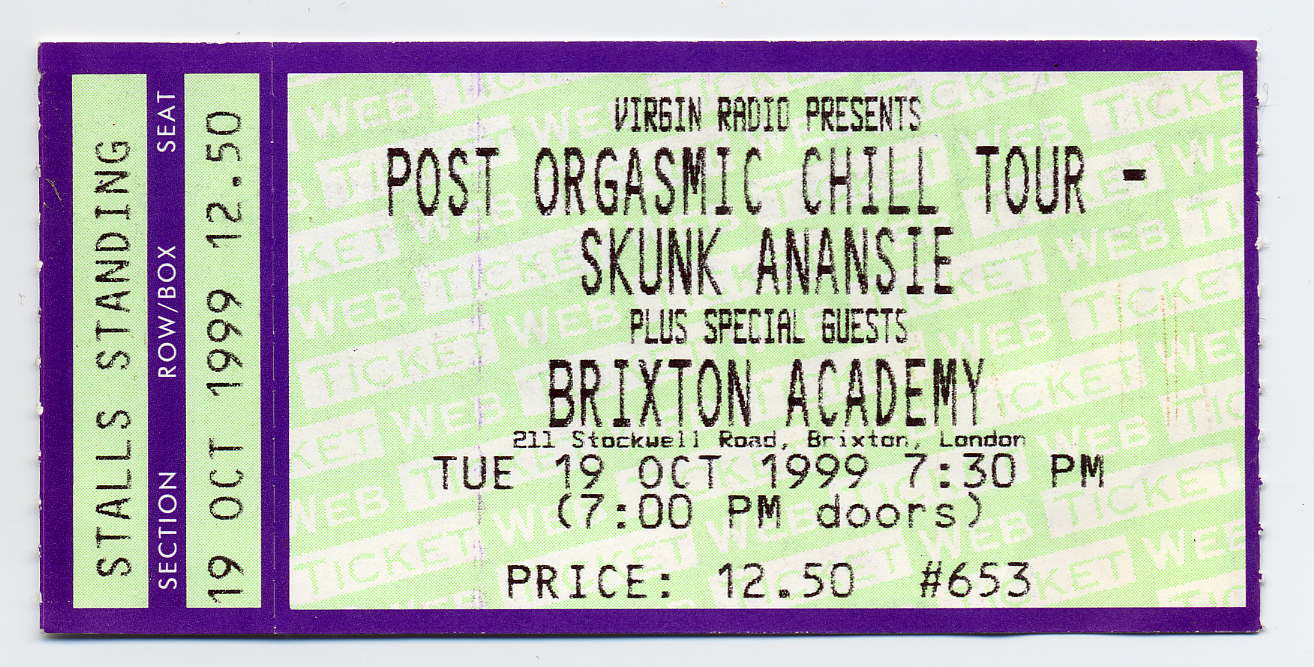 STALLS STANDING
SECTION ROW/BOX SEAT
19 OCT 1999 12.50
VIRGIN RADIO PRESENTS
POST ORGASMIC CHILL TOUR -
SKUNK ANANSIE
PLUS SPECIAL GUESTS
BRIXTON ACADEMY
211 Stockwell Road, Brixton, London
TUE 19 OCT 1999 7:30 PM
(7:00 PM doors)
PRICE: 12.50 #653
WEB TICKET